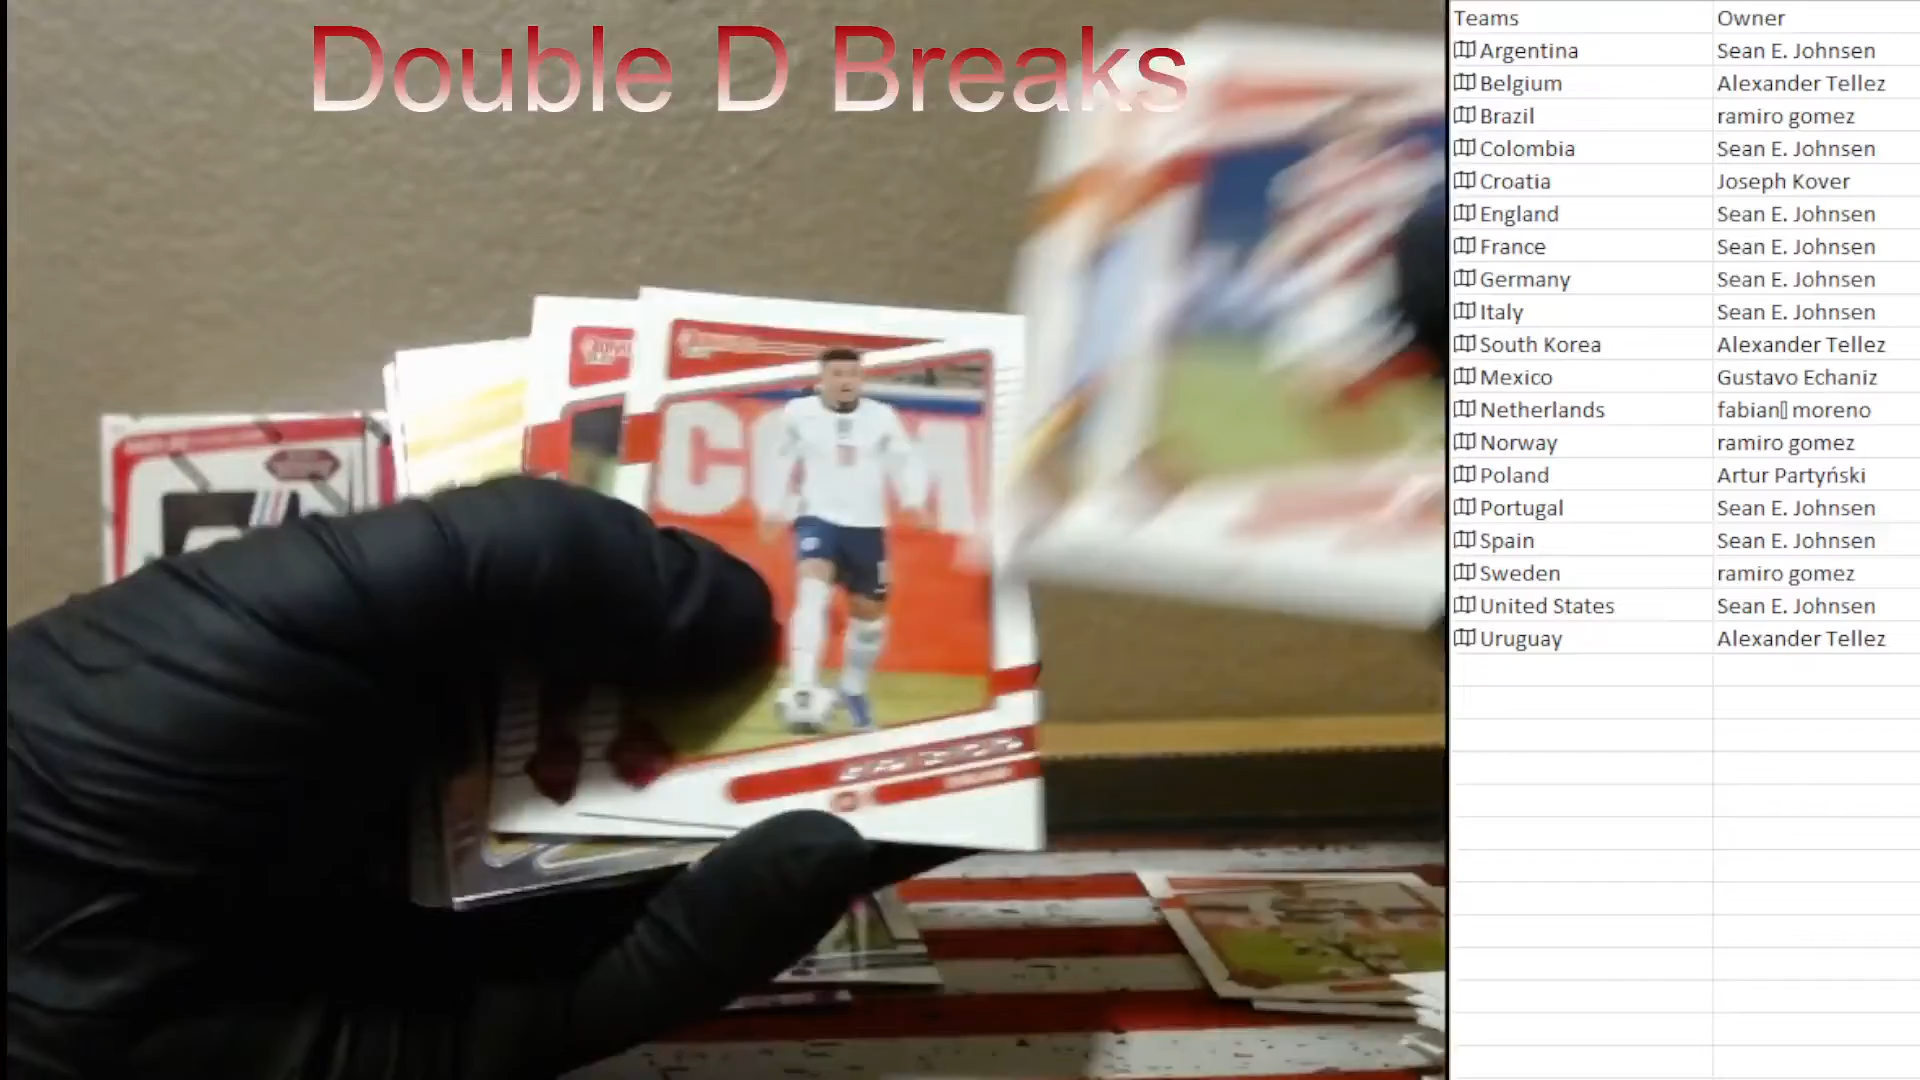 Double D Breaks
COM
Teams Owner
Argentina Sean E. Johnsen
Belgium Alexander Tellez
Brazil ramiro gomez
Colombia Sean E. Johnsen
Croatia Joseph Kover
England Sean E. Johnsen
France Sean E. Johnsen
Germany Sean E. Johnsen
Italy Sean E. Johnsen
South Korea Alexander Tellez
Mexico Gustavo Echaniz
Netherlands fabian▯ moreno
Norway ramiro gomez
Poland Artur Partyński
Portugal Sean E. Johnsen
Spain Sean E. Johnsen
Sweden ramiro gomez
United States Sean E. Johnsen
Uruguay Alexander Tellez